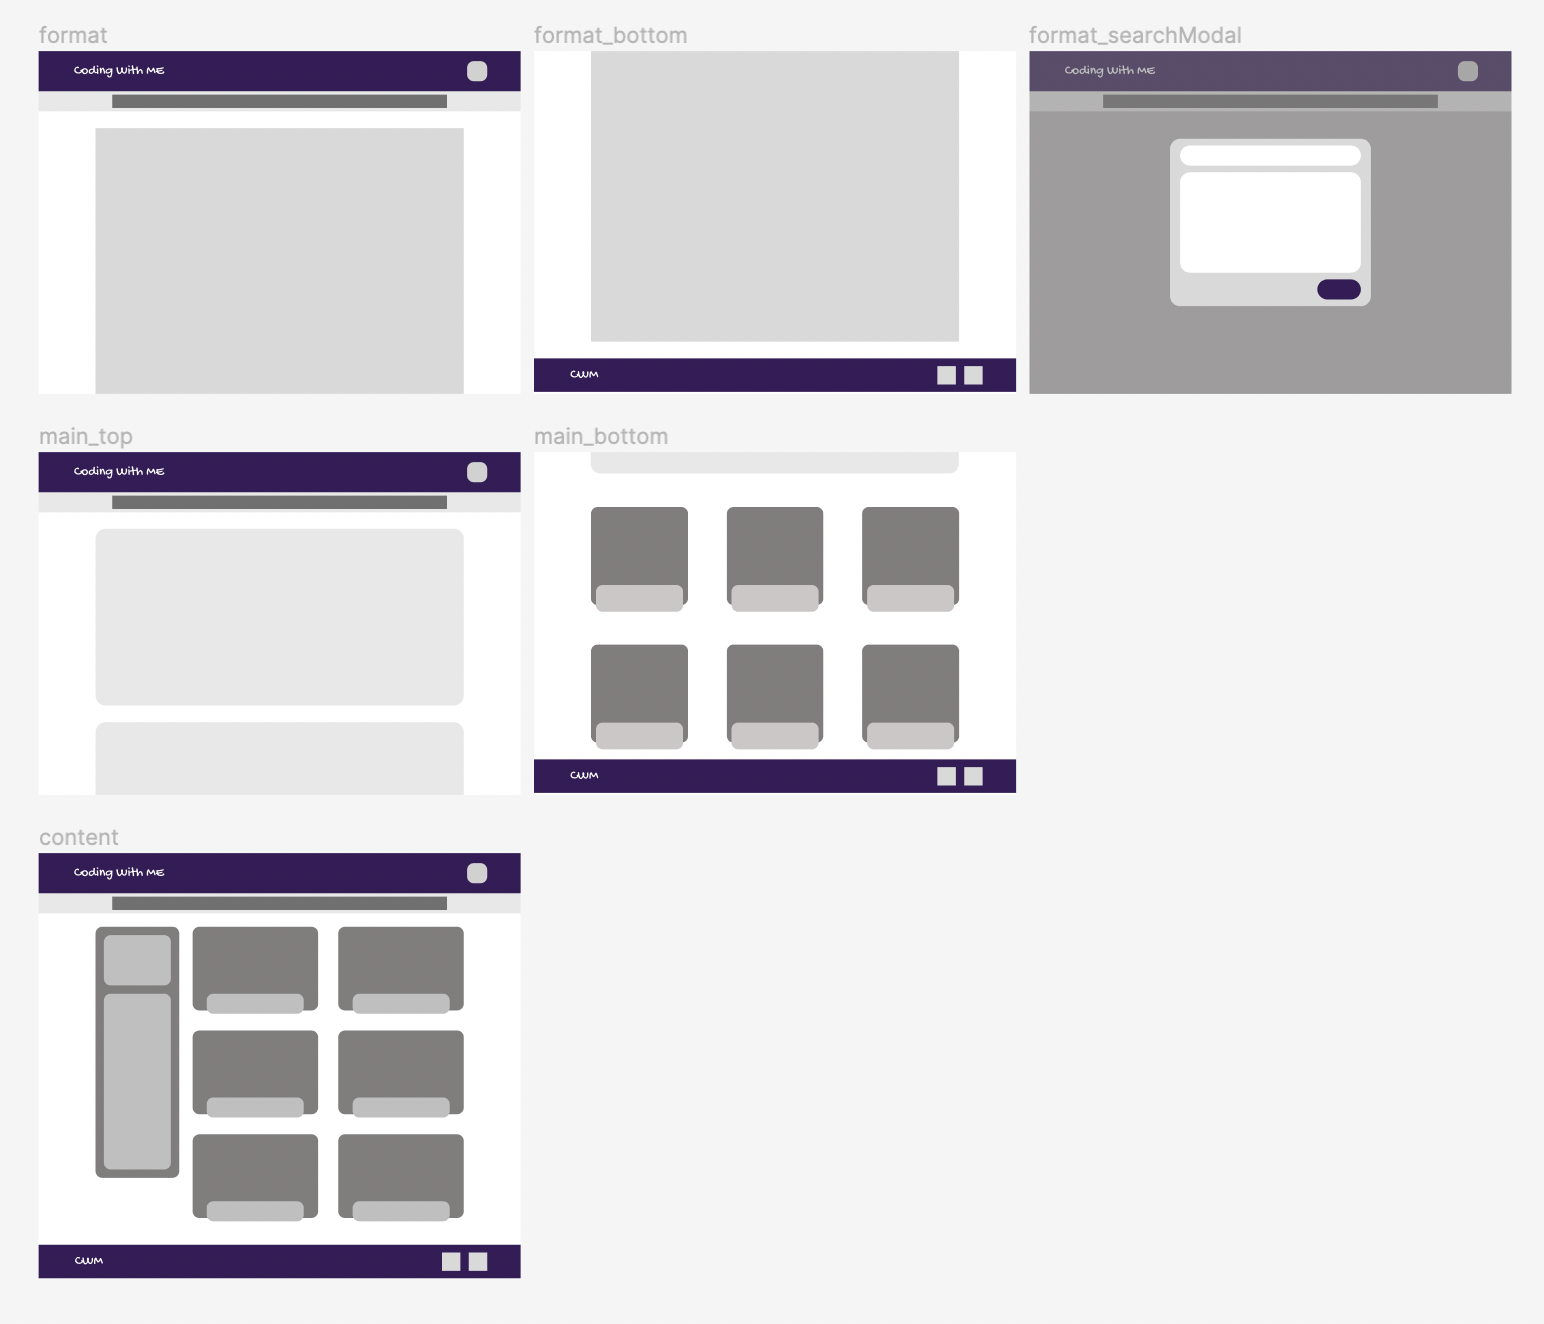 format
Coding With ME
format_bottom
CWM
format_searchModal
Coding With ME
main_top
Coding With ME
main_bottom
CWM
content
Coding With ME
CWM